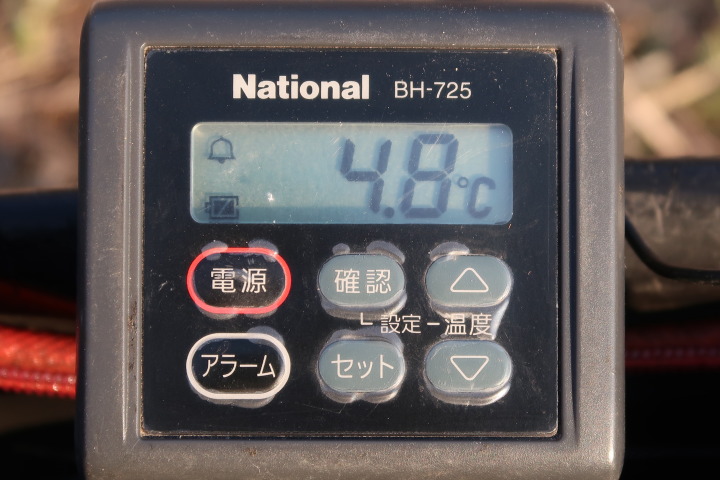 National BH-725
4.8℃
電源 確認 △
└ 設定 － 温度
アラーム セット ▽